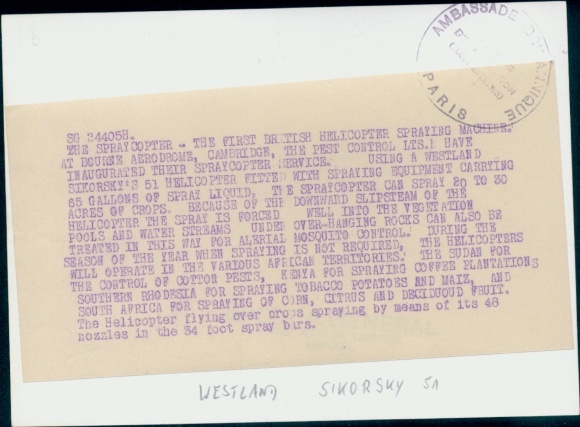 AMBASSADE BRITANNIQUE
PARIS
SG 24405H.
THE SPRAYCOPTER - THE FIRST BRITISH HELICOPTER SPRAYING MACHINE.
AT BOURNE AERODROME, CAMBRIDGE, THE PEST CONTROL LTS. HAVE
INAUGURATED THEIR SPRAYCOPTER SERVICE. USING A WESTLAND
SIKORSKY'S 51 HELICOPTER FITTED WITH SPRAYING EQUIPMENT CARRYING
65 GALLONS OF SPRAY LIQUID, THE SPRAYCOPTER CAN SPRAY 20 TO 30
ACRES OF CROPS. BECAUSE OF THE DOWNWARD SLIPSTEAM OF THE
HELICOPTER THE SPRAY IS FORCED WELL INTO THE VEGETATION
POOLS AND WATER STREAMS UNDER OVER-HANGING ROCKS CAN ALSO BE
TREATED IN THIS WAY FOR ALERIAL MOSQUITO CONTROL. DURING THE
SEASON OF THE YEAR WHEN SPRAYING IS NOT REQUIRED, THE HELICOPTERS
WILL OPERATE IN THE VARIOUS AFRICAN TERRITORIES. THE SUDAN FOR
THE CONTROL OF COTTON PESTS, KENYA FOR SPRAYING COFFEE PLANTATIONS
SOUTHERN RHODESIA FOR SPRAYING TOBACCO POTATOES AND MAIZ, AND
SOUTH AFRICA FOR SPRAYING OF CORN, CITRUS AND DECIDUOUD FRUIT.
The Helicopter flying over crops spraying by means of its 48
nozzles in the 34 foot spray bars.
WESTLAND SIKORSKY 51